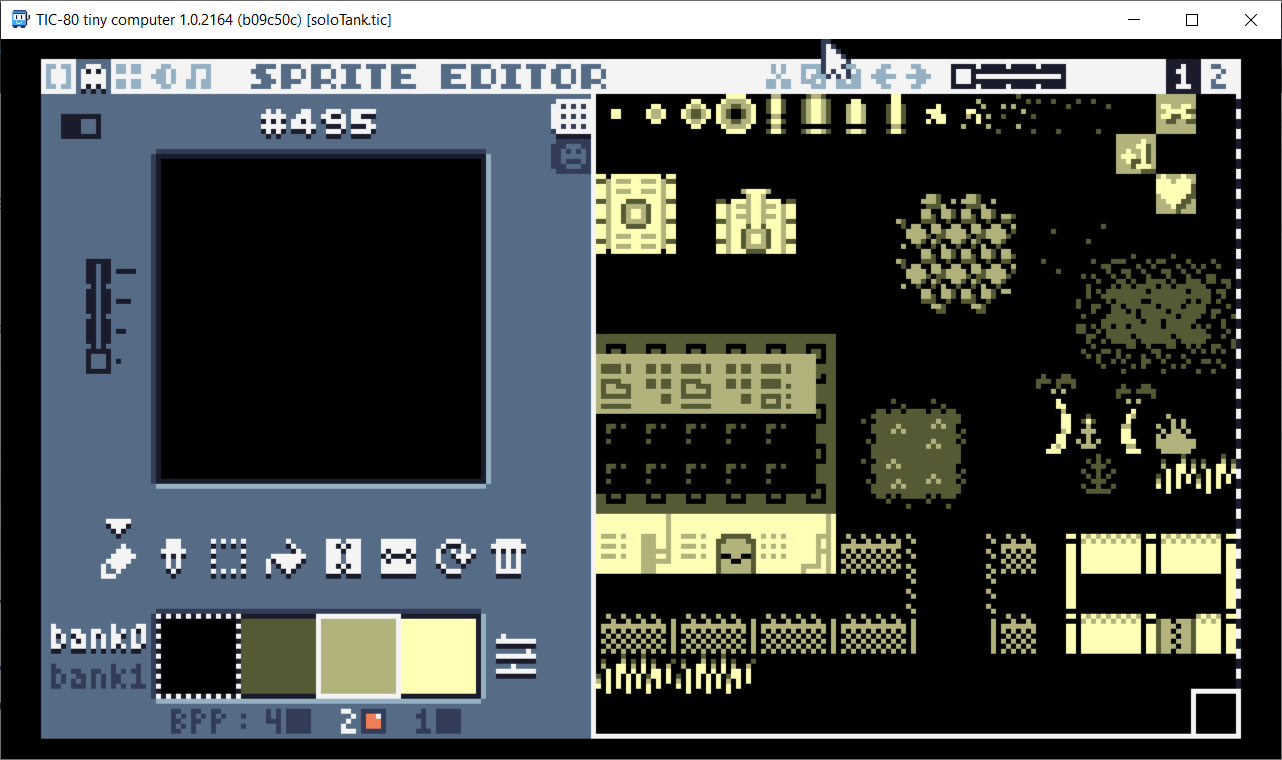 TIC-80 tiny computer 1.0.2164 (b09c50c) [soloTank.tic]
SPRITE EDITOR
1 2
#495
+1
bank0
bank1
BPP: 4 2 1